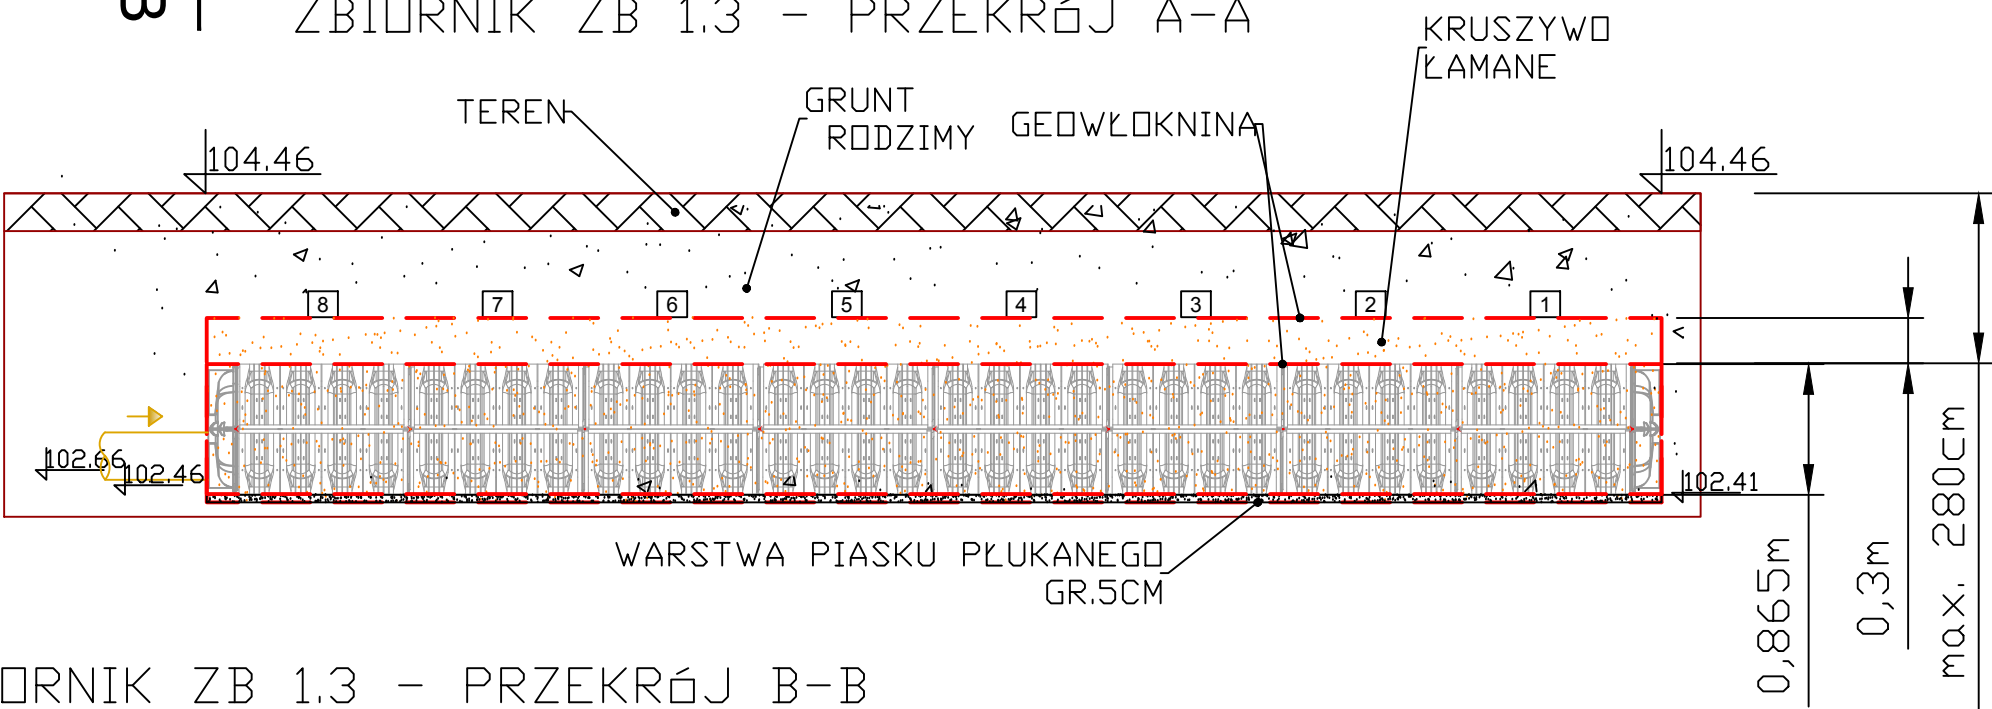 B
ZBIORNIK ZB 1.3 - PRZEKRÓJ A-A
KRUSZYWO
ŁAMANE
TEREN
GRUNT
RODZIMY
GEOWŁOKNINA
104.46
104.46
8
7
6
5
4
3
2
1
102.66
102.46
102.41
WARSTWA PIASKU PŁUKANEGO
GR.5CM
0,865m
0,3m
max. 280cm
ORNIK ZB 1.3 - PRZEKRÓJ B-B